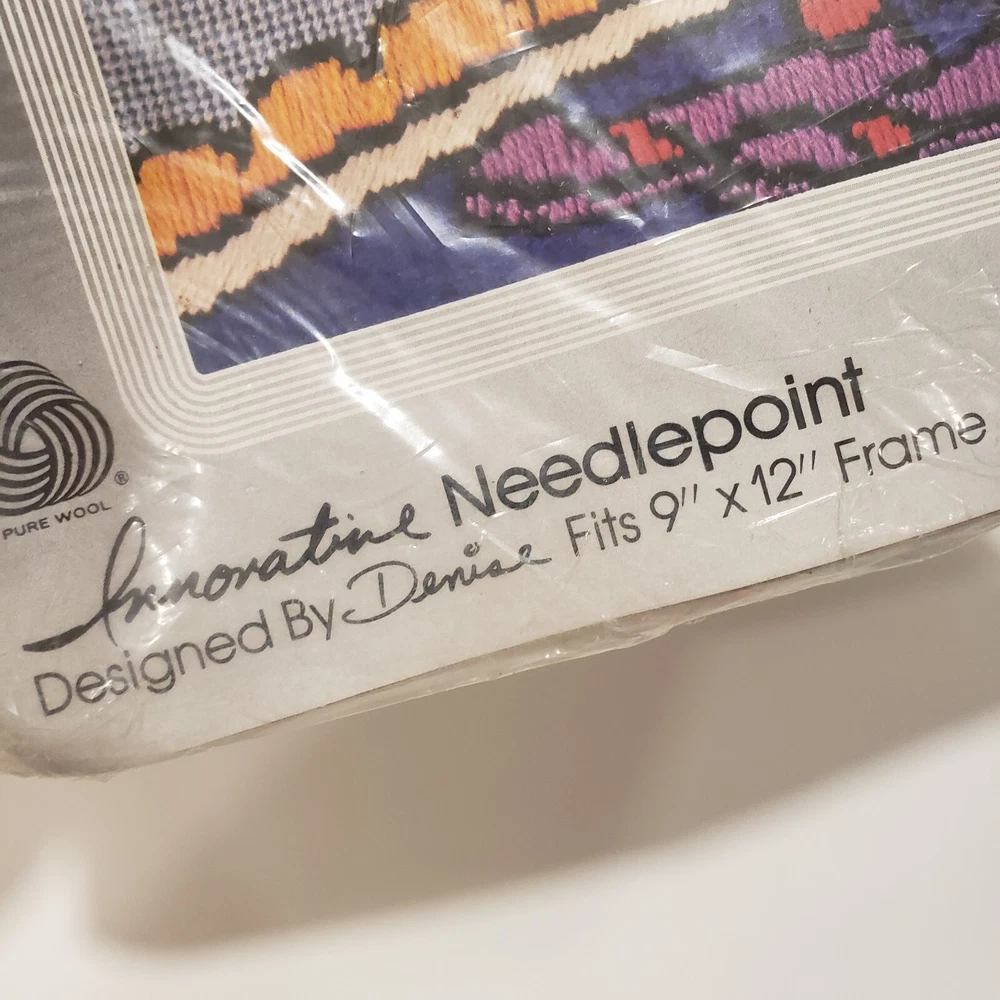 ®
PURE WOOL
Innovative Needlepoint
Designed By Denise Fits 9" x 12" Frame